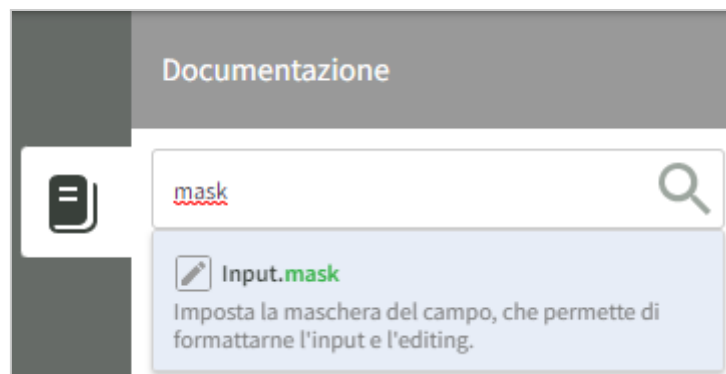 Documentazione
mask
Input.mask
Imposta la maschera del campo, che permette di
formattarne l'input e l'editing.